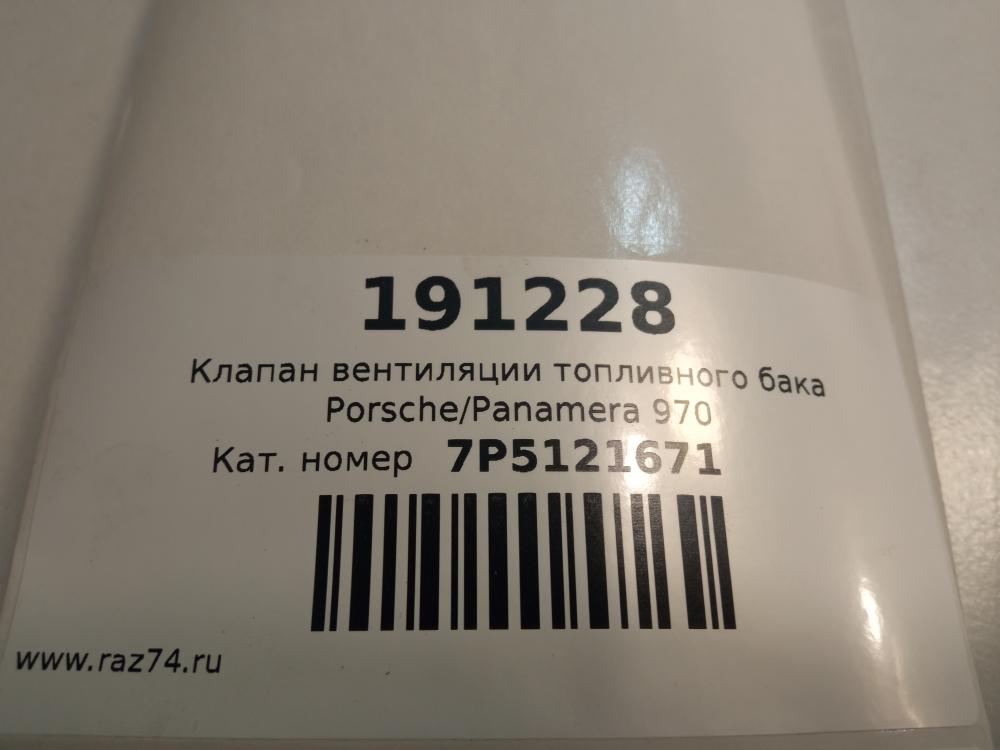 191228
Клапан вентиляции топливного бака
Porsche/Panamera 970
Кат. номер 7P5121671
www.raz74.ru